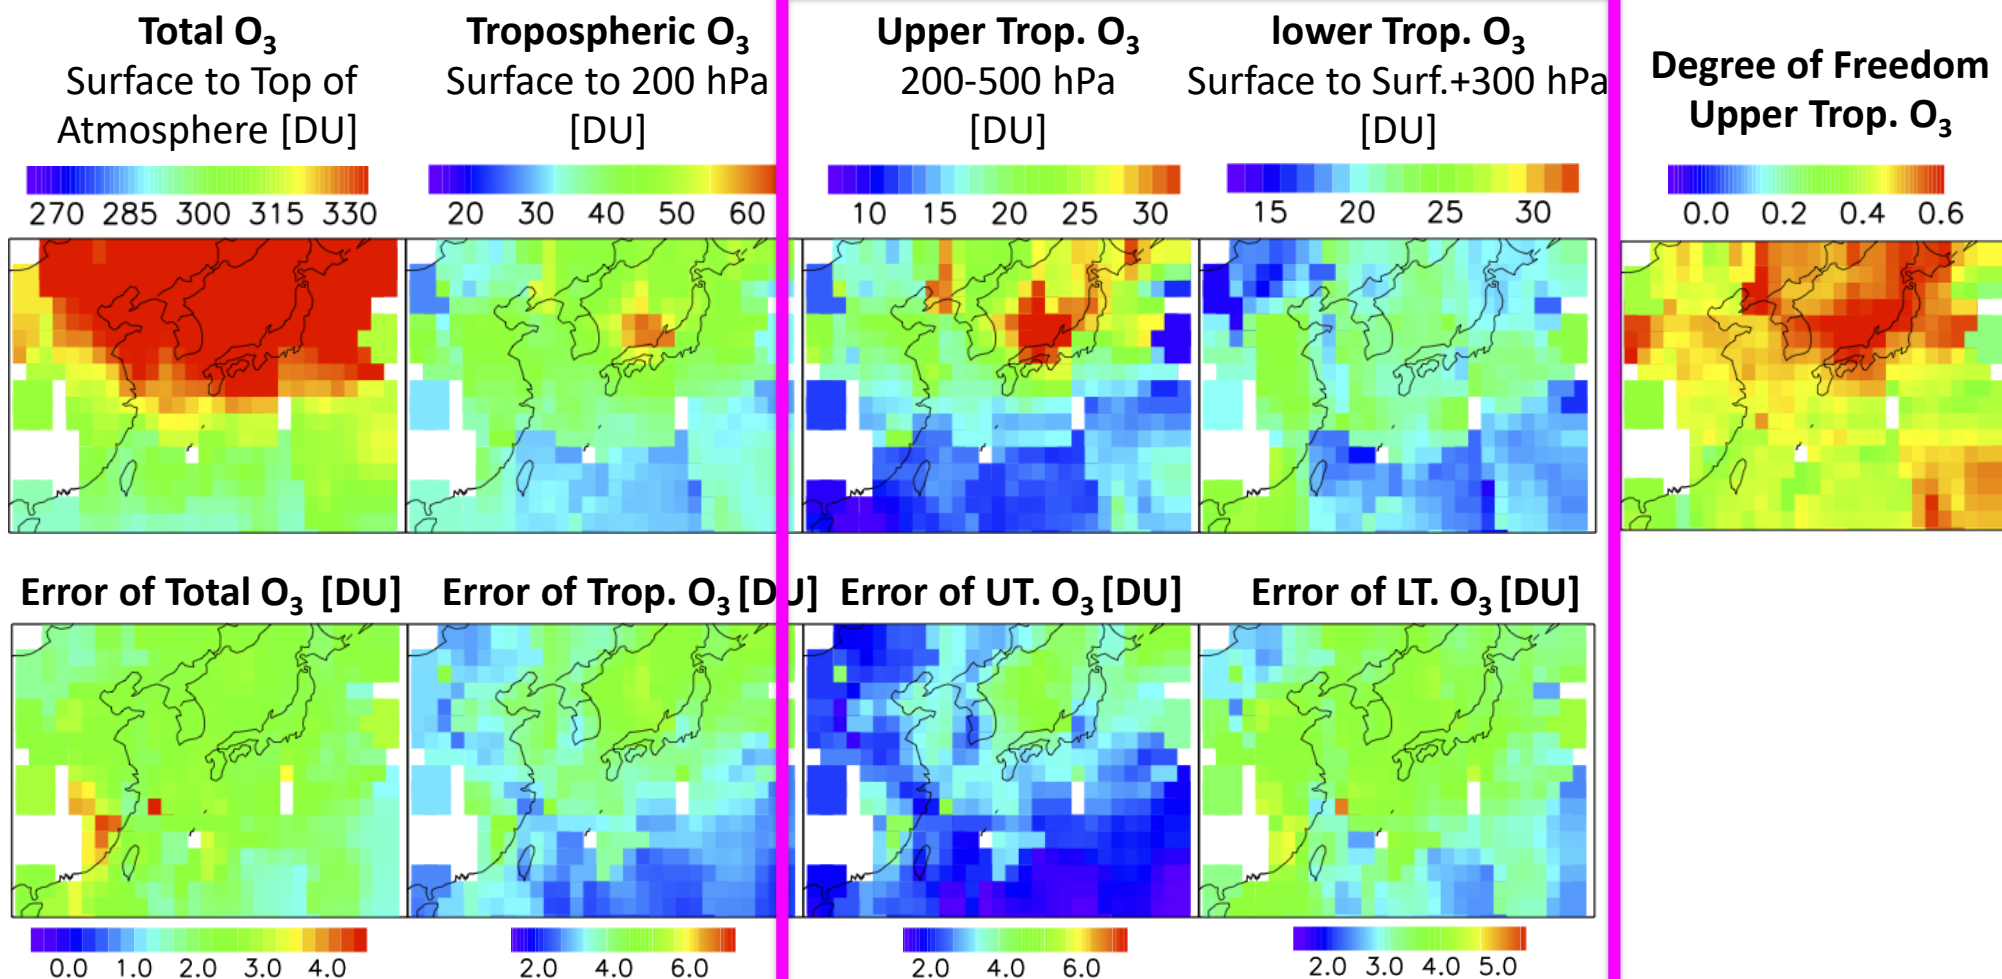 Total O₃
Surface to Top of
Atmosphere [DU]
270 285 300 315 330
Tropospheric O₃
Surface to 200 hPa
[DU]
20 30 40 50 60
Upper Trop. O₃
200-500 hPa
[DU]
10 15 20 25 30
lower Trop. O₃
Surface to Surf.+300 hPa
[DU]
15 20 25 30
Degree of Freedom
Upper Trop. O₃
0.0 0.2 0.4 0.6
Error of Total O₃ [DU]
0.0 1.0 2.0 3.0 4.0
Error of Trop. O₃ [DU]
2.0 4.0 6.0
Error of UT. O₃ [DU]
2.0 4.0 6.0
Error of LT. O₃ [DU]
2.0 3.0 4.0 5.0